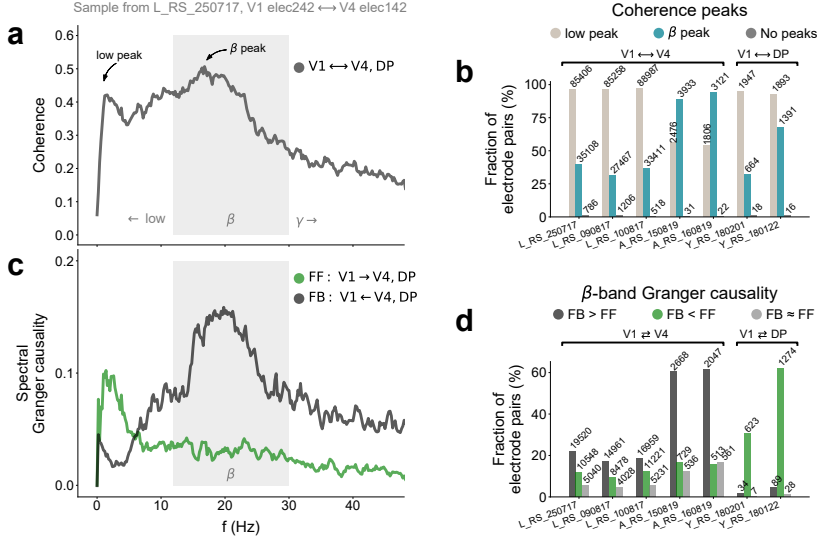 Sample from L_RS_250717, V1 elec242 ⟷ V4 elec142
a
0.6
0.5
0.4
0.3
0.2
0.1
0.0
Coherence
low peak
β peak
V1 ⟷ V4, DP
← low
β
γ →
Coherence peaks
low peak
β peak
No peaks
b
V1 ⟷ V4
V1 ⟷ DP
100
75
50
25
0
Fraction of
electrode pairs (%)
85406
35108
786
85258
27467
1206
88987
33411
518
2476
3933
31
1806
3121
22
1947
664
18
1893
1391
16
L_RS_250717
L_RS_090817
L_RS_100817
A_RS_150819
A_RS_160819
Y_RS_180201
Y_RS_180122
c
0.2
0.1
0.0
Spectral
Granger causality
FF : V1 → V4, DP
FB : V1 ← V4, DP
β
0
20
40
f (Hz)
β-band Granger causality
FB > FF
FB < FF
FB ≈ FF
d
V1 ⇄ V4
V1 ⇄ DP
60
40
20
0
Fraction of
electrode pairs (%)
19520
10548
5040
14961
8478
4028
16959
11221
5231
2668
729
536
2047
513
561
34
623
7
89
1274
28
L_RS_250717
L_RS_090817
L_RS_100817
A_RS_150819
A_RS_160819
Y_RS_180201
Y_RS_180122